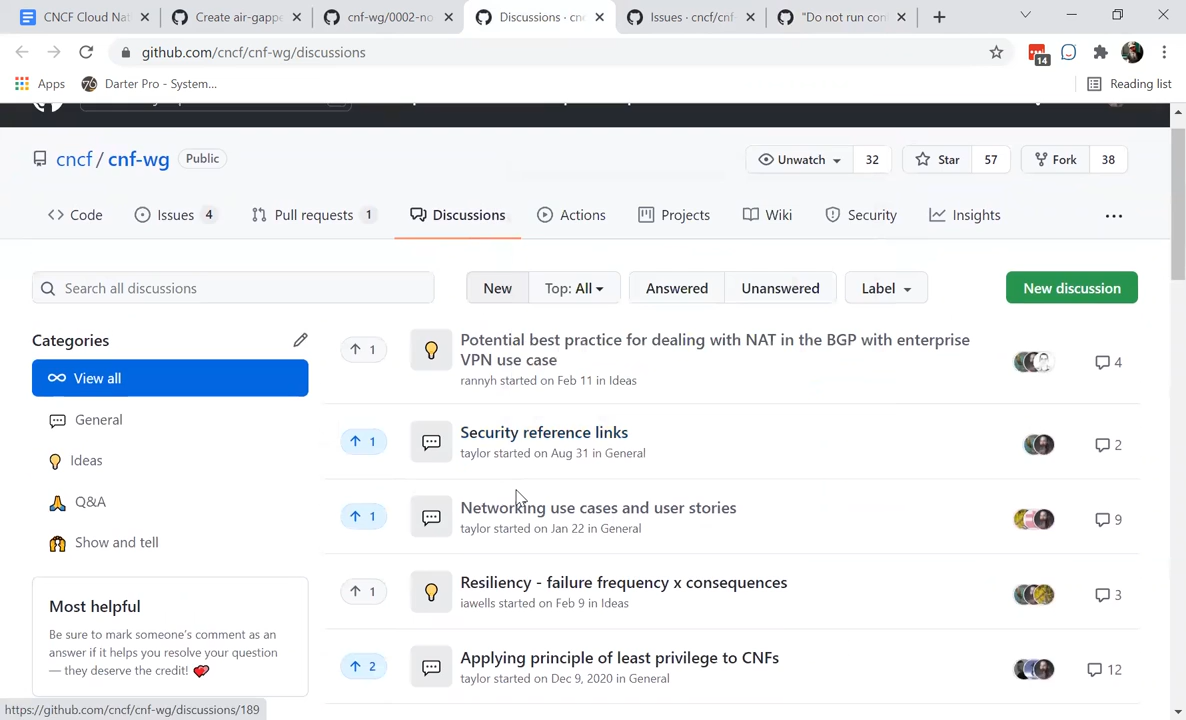 CNCF Cloud Nat
Create air-gappe
cnf-wg/0002-no
Discussions · cnc
Issues · cncf/cnf
"Do not run con
github.com/cncf/cnf-wg/discussions
14
Apps
Darter Pro - System...
Reading list
cncf / cnf-wg Public
Unwatch 32
Star 57
Fork 38
Code
Issues 4
Pull requests 1
Discussions
Actions
Projects
Wiki
Security
Insights
Search all discussions
New
Top: All
Answered
Unanswered
Label
New discussion
Categories
View all
General
Ideas
Q&A
Show and tell
Most helpful
Be sure to mark someone's comment as an
answer if it helps you resolve your question
— they deserve the credit!
1
Potential best practice for dealing with NAT in the BGP with enterprise
VPN use case
rannyh started on Feb 11 in Ideas
4
1
Security reference links
taylor started on Aug 31 in General
2
1
Networking use cases and user stories
taylor started on Jan 22 in General
9
1
Resiliency - failure frequency x consequences
iawells started on Feb 9 in Ideas
3
2
Applying principle of least privilege to CNFs
taylor started on Dec 9, 2020 in General
12
https://github.com/cncf/cnf-wg/discussions/189